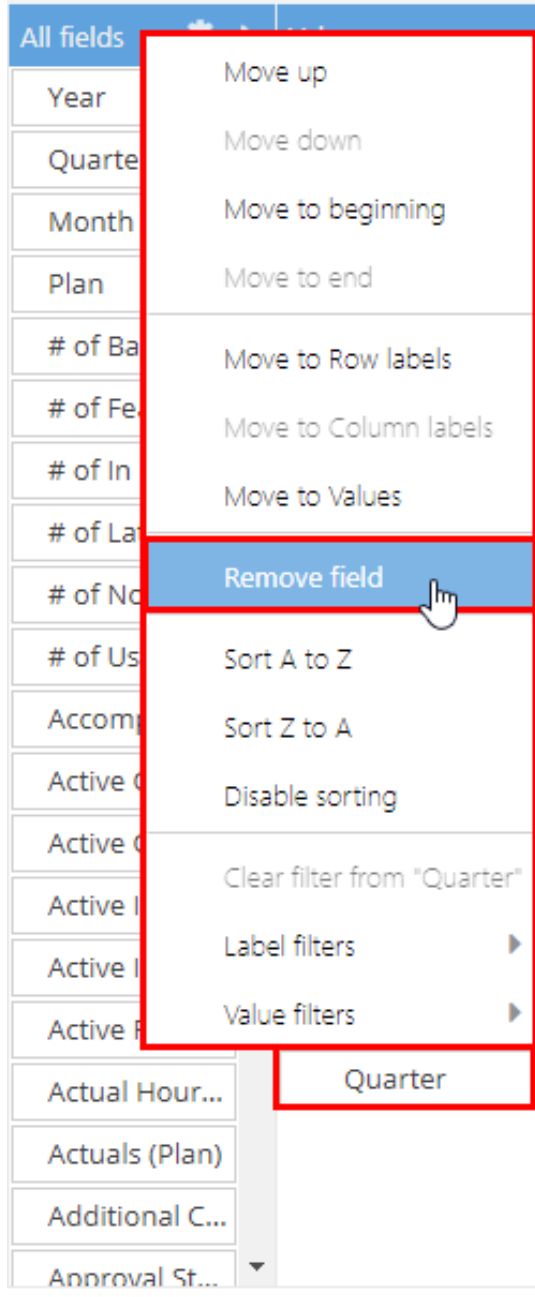 All fields
Year
Quarte
Month
Plan
# of Ba
# of Fe
# of In
# of La
# of No
# of Us
Accomp
Active
Active
Active I
Active I
Active
Actual Hour...
Actuals (Plan)
Additional C...
Approval St...
Move up
Move down
Move to beginning
Move to end
Move to Row labels
Move to Column labels
Move to Values
Remove field
Sort A to Z
Sort Z to A
Disable sorting
Clear filter from "Quarter"
Label filters
Value filters
Quarter